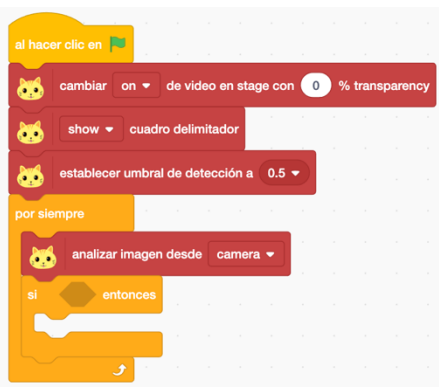 al hacer clic en
cambiar on de video en stage con 0 % transparency
show cuadro delimitador
establecer umbral de detección a 0.5
por siempre
analizar imagen desde camera
si entonces